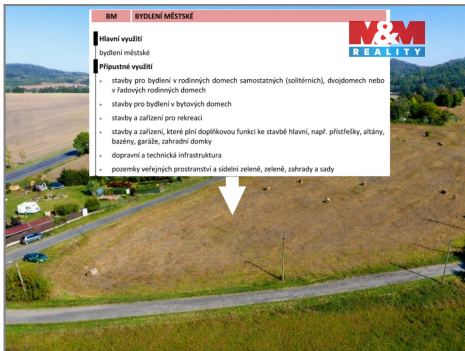 BM BYDLENÍ MĚSTSKÉ
M&M
REALITY
Hlavní využití
bydlení městské
Přípustné využití
- stavby pro bydlení v rodinných domech samostatných (solitérních), dvojdomech nebo
v řadových rodinných domech
- stavby pro bydlení v bytových domech
- stavby a zařízení pro rekreaci
- stavby a zařízení, které plní doplňkovou funkci ke stavbě hlavní, např. přístřešky, altány,
bazény, garáže, zahradní domky
- dopravní a technická infrastruktura
- pozemky veřejných prostranství a sídelní zeleně, zeleně, zahrady a sady